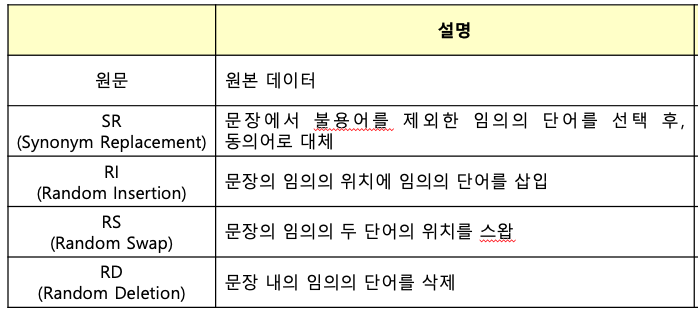 설명
원문
원본 데이터
SR
(Synonym Replacement)
문장에서 불용어를 제외한 임의의 단어를 선택 후,
동의어로 대체
RI
(Random Insertion)
문장의 임의의 위치에 임의의 단어를 삽입
RS
(Random Swap)
문장의 임의의 두 단어의 위치를 스왑
RD
(Random Deletion)
문장 내의 임의의 단어를 삭제